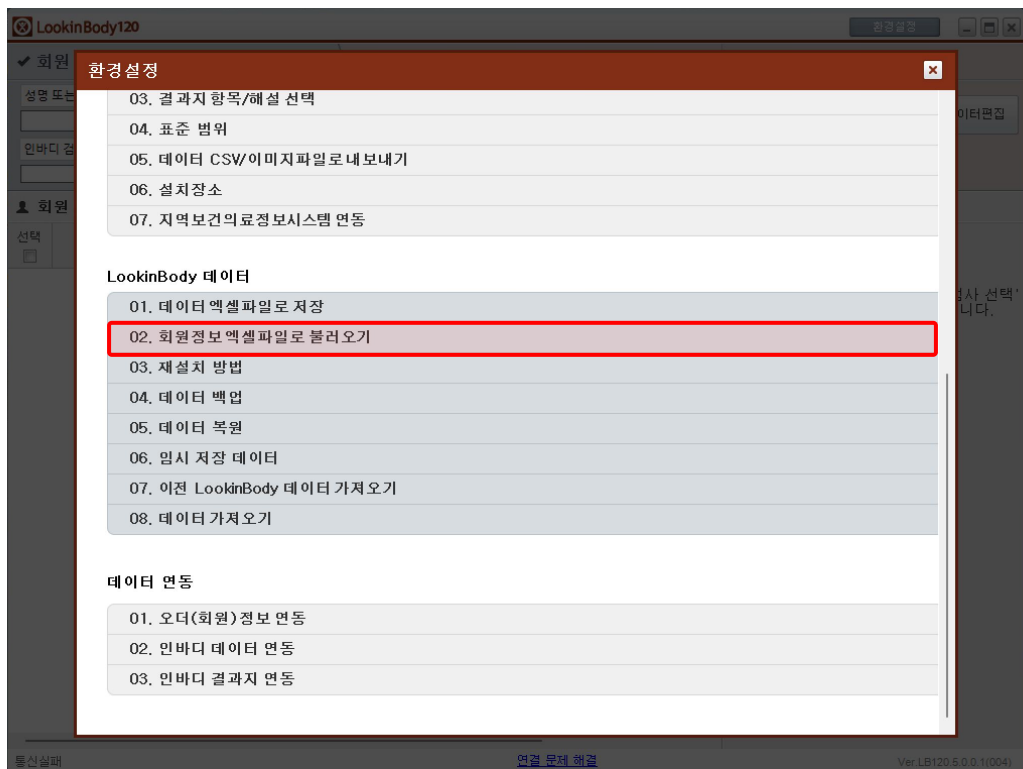 LookinBody120
환경설정
회원
환경설정
성명 또는
이터편집
인바디 검
회원
선택
03. 결과지 항목/해설 선택
04. 표준 범위
05. 데이터 CSV/이미지파일로 내보내기
06. 설치장소
07. 지역보건의료정보시스템 연동
LookinBody 데이터
01. 데이터 엑셀파일로 저장
02. 회원정보 엑셀파일로 불러오기
03. 재설치 방법
04. 데이터 백업
05. 데이터 복원
06. 임시 저장 데이터
07. 이전 LookinBody 데이터 가져오기
08. 데이터 가져오기
검사 선택'
니다.
데이터 연동
01. 오더(회원)정보 연동
02. 인바디 데이터 연동
03. 인바디 결과지 연동
통신실패
연결 문제 해결
Ver.LB120.5.0.0.1(004)